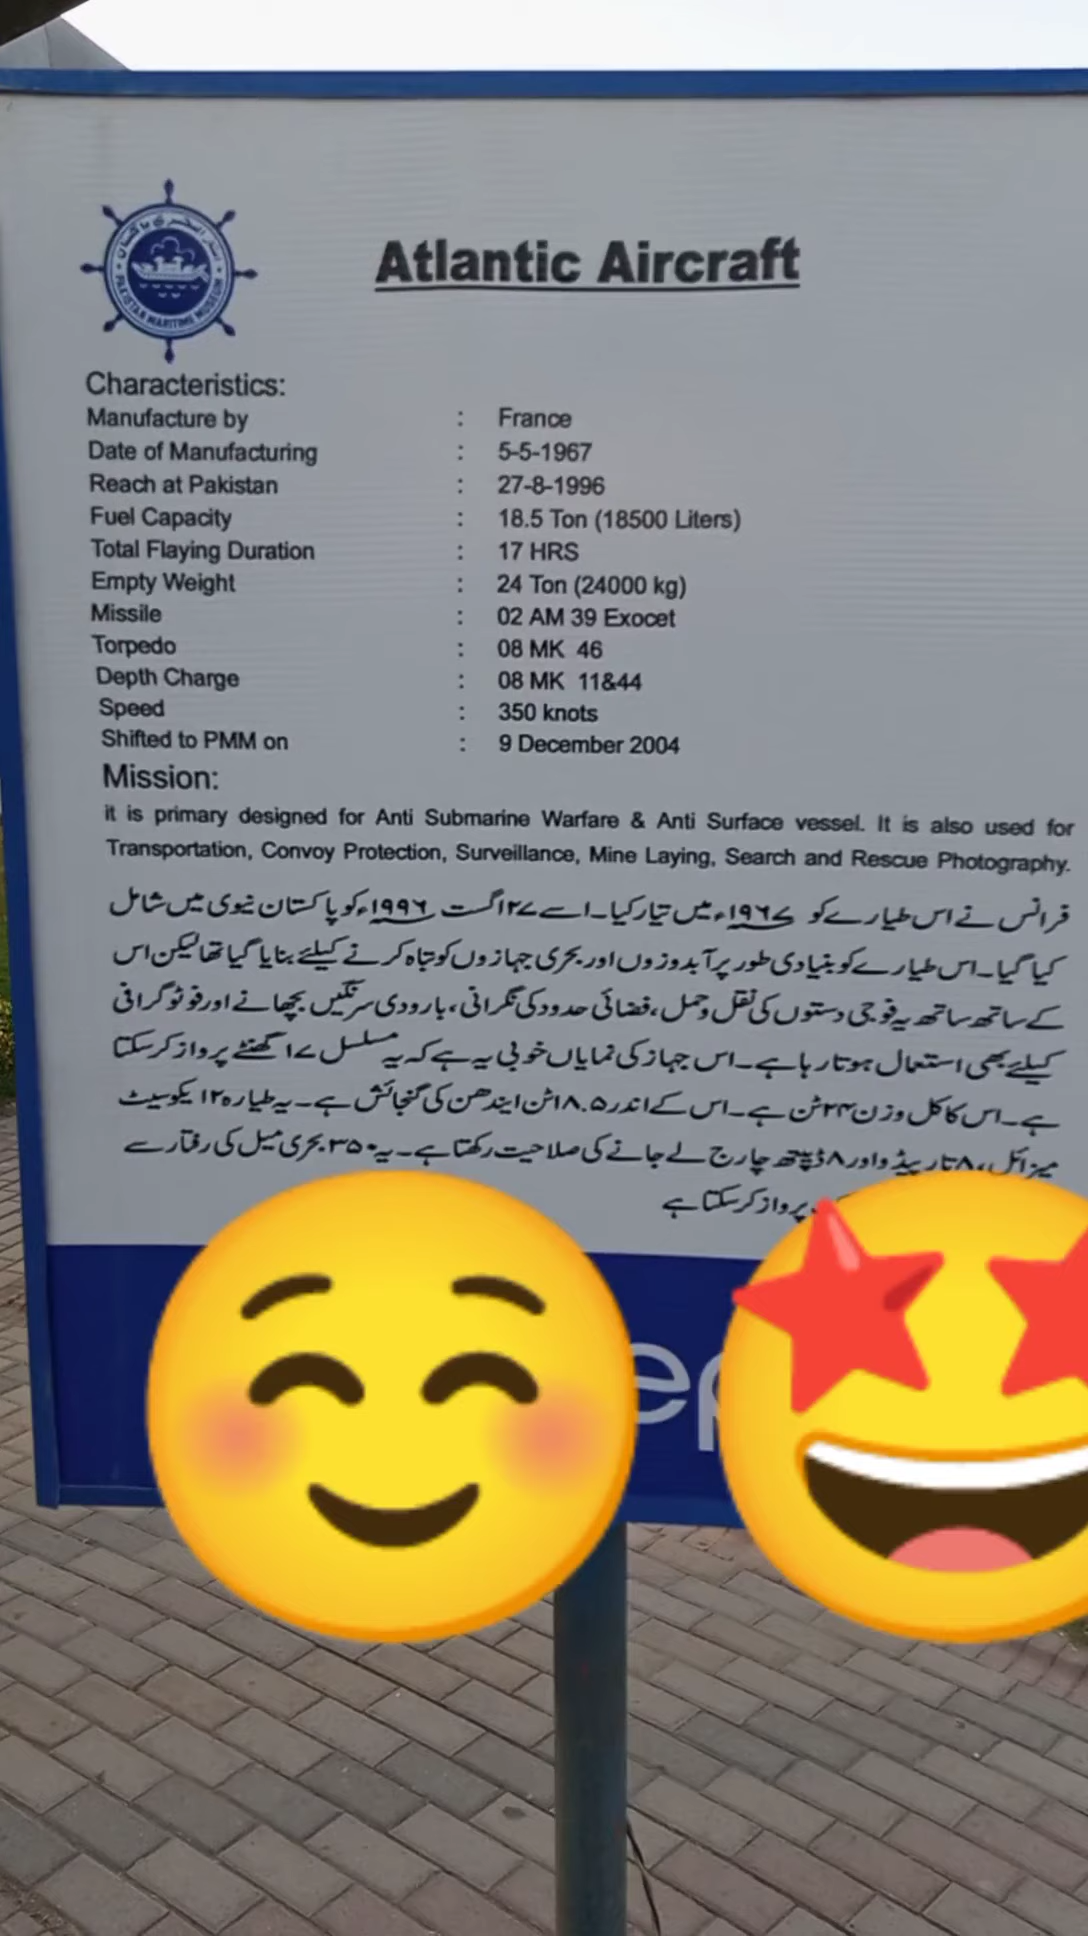 Atlantic Aircraft
PAKISTAN MARITIME MUSEUM
Characteristics:
Manufacture by : France
Date of Manufacturing : 5-5-1967
Reach at Pakistan : 27-8-1996
Fuel Capacity : 18.5 Ton (18500 Liters)
Total Flaying Duration : 17 HRS
Empty Weight : 24 Ton (24000 kg)
Missile : 02 AM 39 Exocet
Torpedo : 08 MK 46
Depth Charge : 08 MK 11&44
Speed : 350 knots
Shifted to PMM on : 9 December 2004
Mission:
it is primary designed for Anti Submarine Warfare & Anti Surface vessel. It is also used for
Transportation, Convoy Protection, Surveillance, Mine Laying, Search and Rescue Photography.
فرانس نے اس طیارے کو ۱۹۶۷ء میں تیار کیا۔ اسے ۲۷ اگست ۱۹۹۶ء کو پاکستان نیوی میں شامل
کیا گیا۔ اس طیارے کو بنیادی طور پر آبدوزوں اور بحری جہازوں کو تباہ کرنے کیلئے بنایا گیا تھا لیکن اس
کے ساتھ ساتھ یہ فوجی دستوں کی نقل و حمل، فضائی حدود کی نگرانی، بارودی سرنگیں بچھانے اور فوٹوگرافی
کیلئے بھی استعمال ہوتا رہا ہے۔ اس جہاز کی نمایاں خوبی یہ ہے کہ یہ مسلسل ۱۷ گھنٹے پرواز کرسکتا
ہے۔ اس کا کل وزن ۲۴ ٹن ہے۔ اس کے اندر ۱۸.۵ ٹن ایندھن کی گنجائش ہے۔ یہ طیارہ ۲ ایکوسیٹ
میزائل، ۸ تارپیڈو اور ۸ ڈیپتھ چارج لے جانے کی صلاحیت رکھتا ہے۔ یہ ۳۵۰ بحری میل کی رفتار سے
پرواز کرسکتا ہے